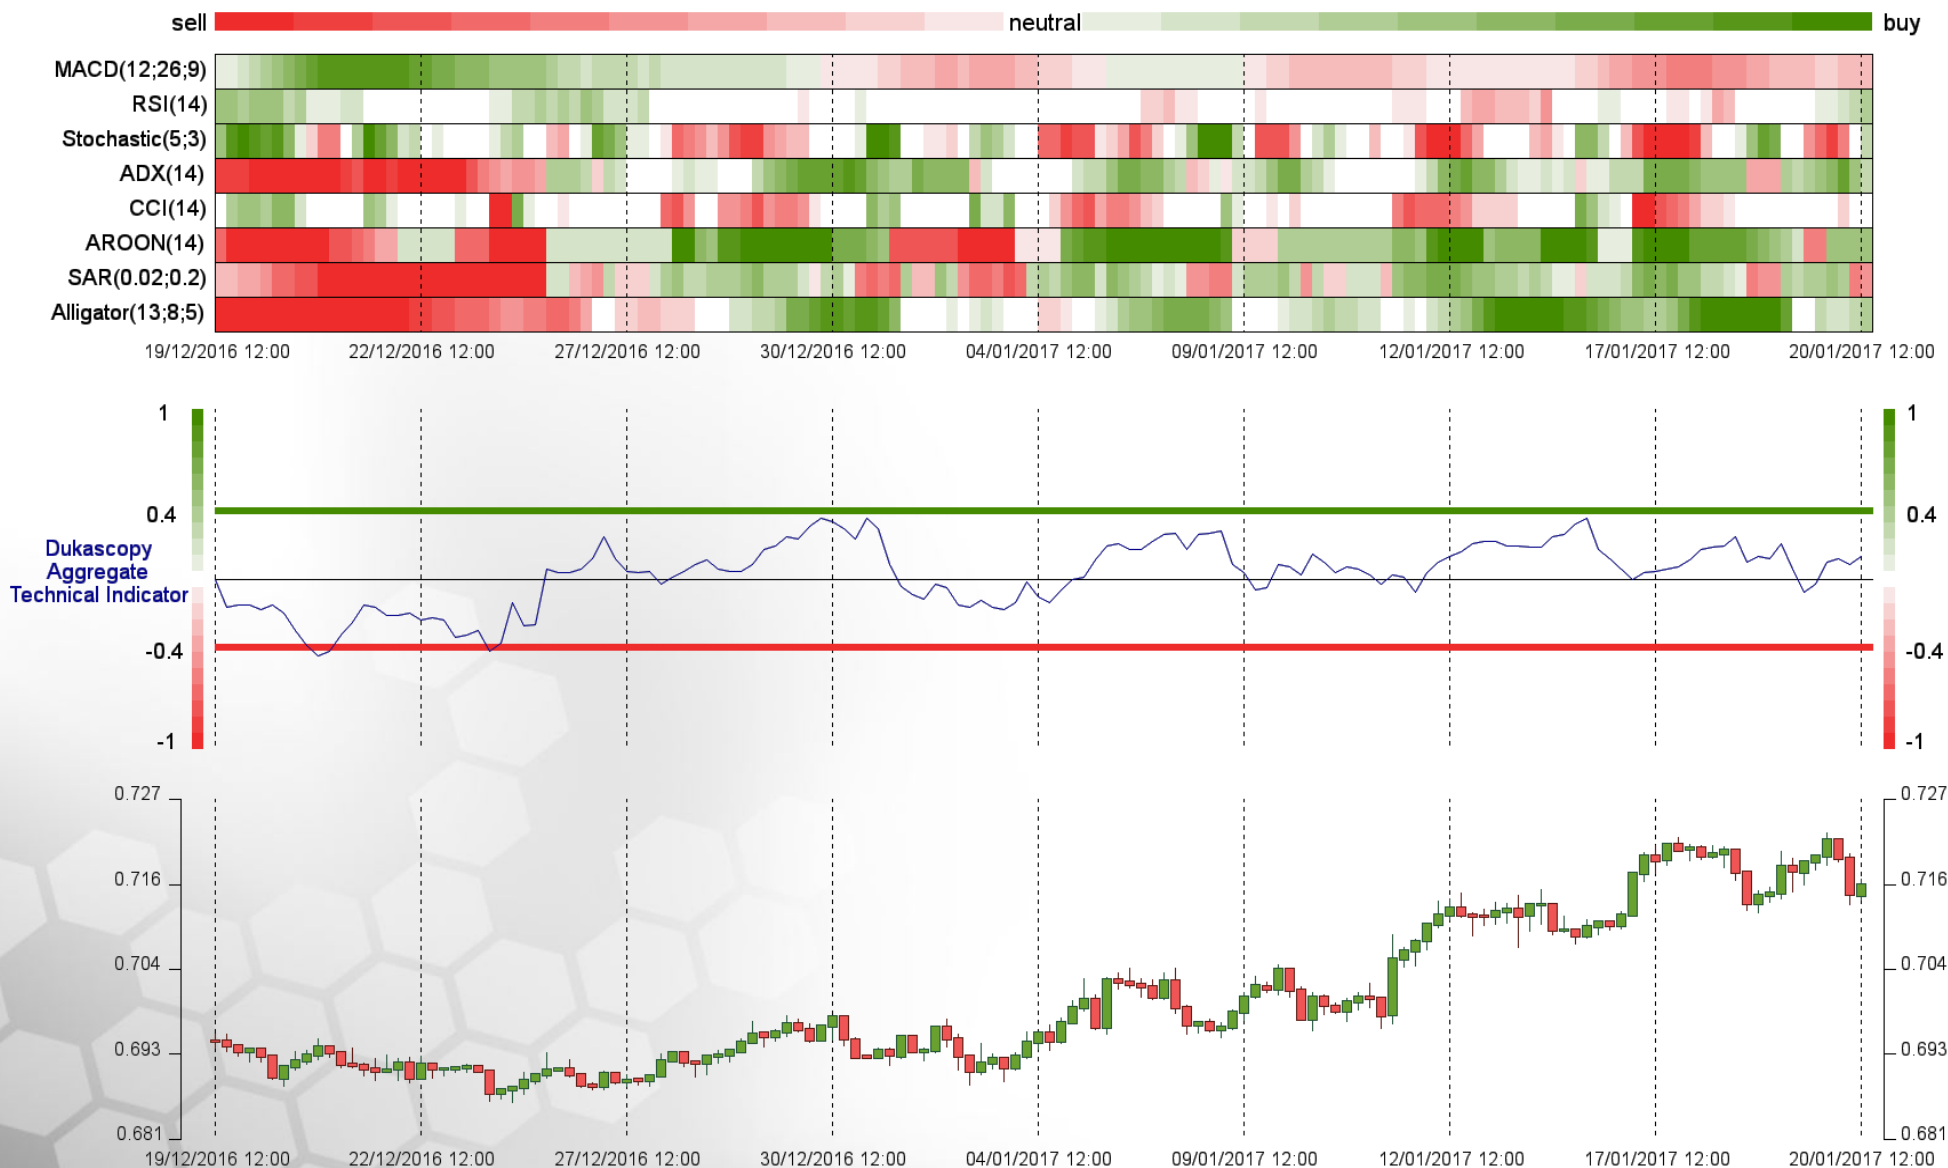 sell neutral buy
MACD(12;26;9)
RSI(14)
Stochastic(5;3)
ADX(14)
CCI(14)
AROON(14)
SAR(0.02;0.2)
Alligator(13;8;5)
19/12/2016 12:00 22/12/2016 12:00 27/12/2016 12:00 30/12/2016 12:00 04/01/2017 12:00 09/01/2017 12:00 12/01/2017 12:00 17/01/2017 12:00 20/01/2017 12:00
1 1
0.4 0.4
Dukascopy
Aggregate
Technical Indicator
-0.4 -0.4
-1 -1
0.727 0.727
0.716 0.716
0.704 0.704
0.693 0.693
0.681 0.681
19/12/2016 12:00 22/12/2016 12:00 27/12/2016 12:00 30/12/2016 12:00 04/01/2017 12:00 09/01/2017 12:00 12/01/2017 12:00 17/01/2017 12:00 20/01/2017 12:00